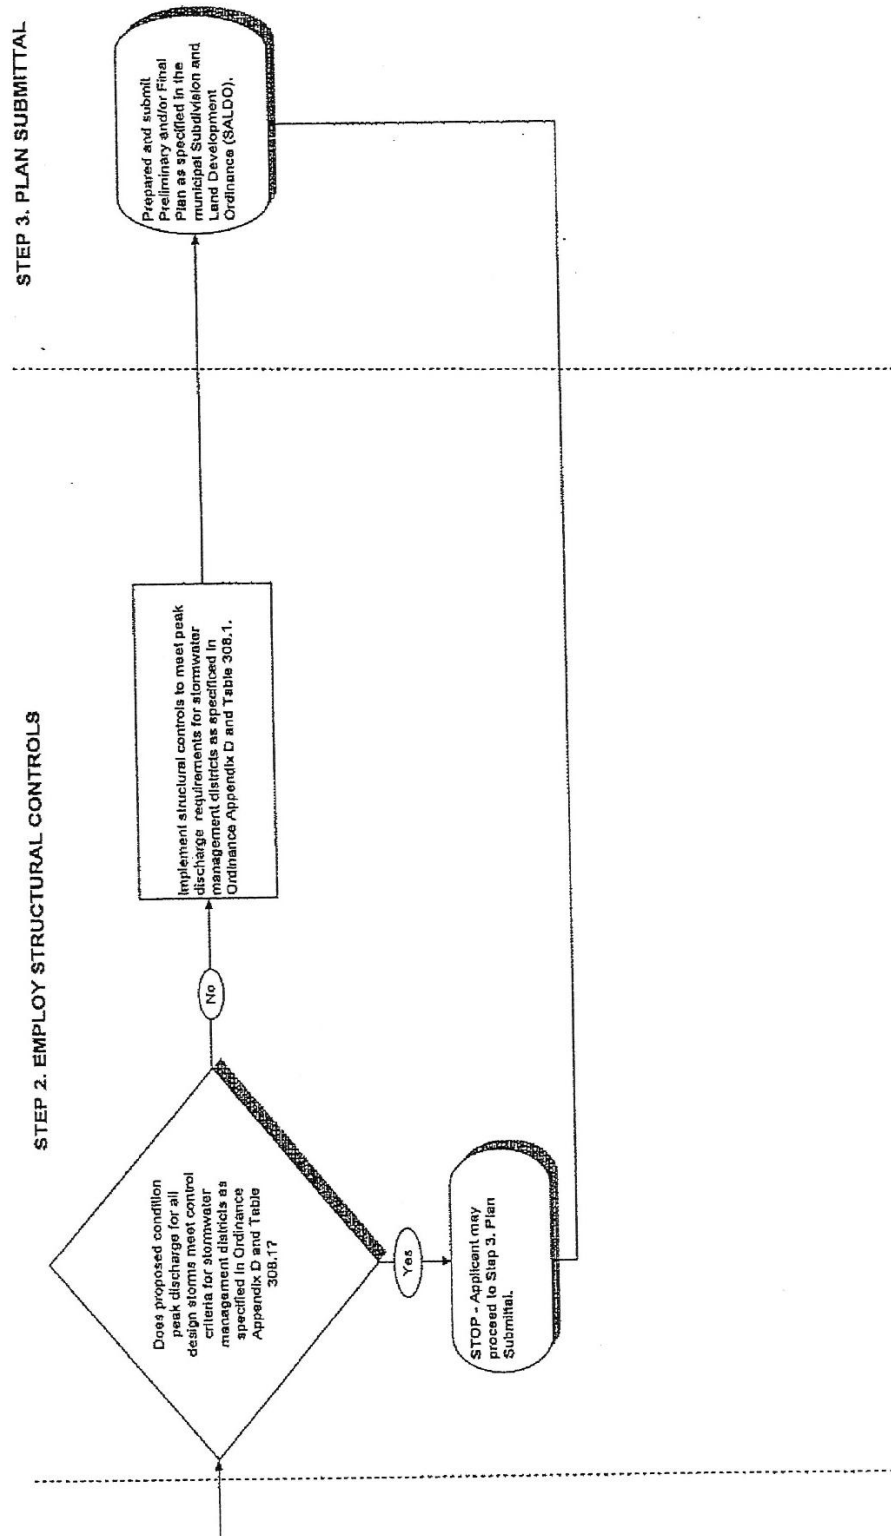 STEP 2. EMPLOY STRUCTURAL CONTROLS
Does proposed condition
peak discharge for all
design storms meet control
criteria for stormwater
management districts as
specified in Ordinance
Appendix D and Table
308.1?
No
Yes
Implement structural controls to meet peak
discharge requirements for stormwater
management districts as specificed in
Ordinance Appendix D and Table 308.1.
STOP - Applicant may
proceed to Step 3. Plan
Submittal.
STEP 3. PLAN SUBMITTAL
Prepared and submit
Preliminary and/or Final
Plan as specified in the
municipal Subdivision and
Land Development
Ordinance (SALDO).